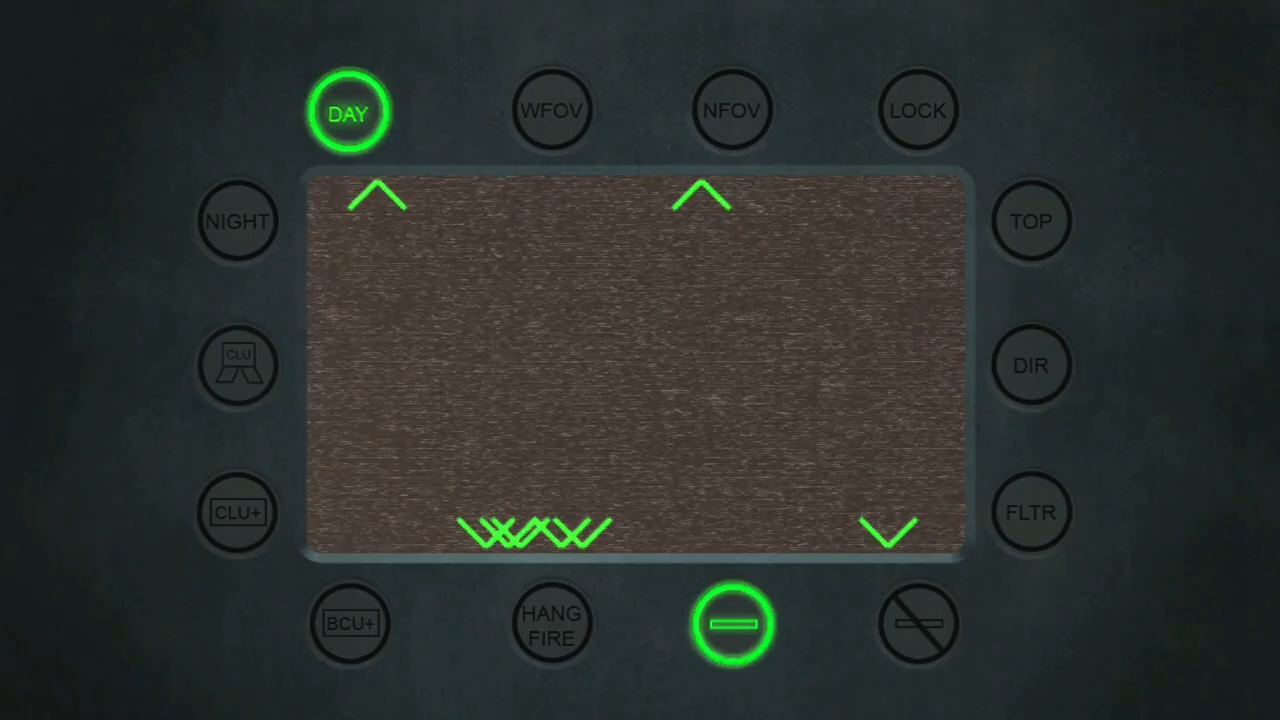 DAY
WFOV
NFOV
LOCK
NIGHT
TOP
CLU
DIR
CLU+
FLTR
BCU+
HANG
FIRE